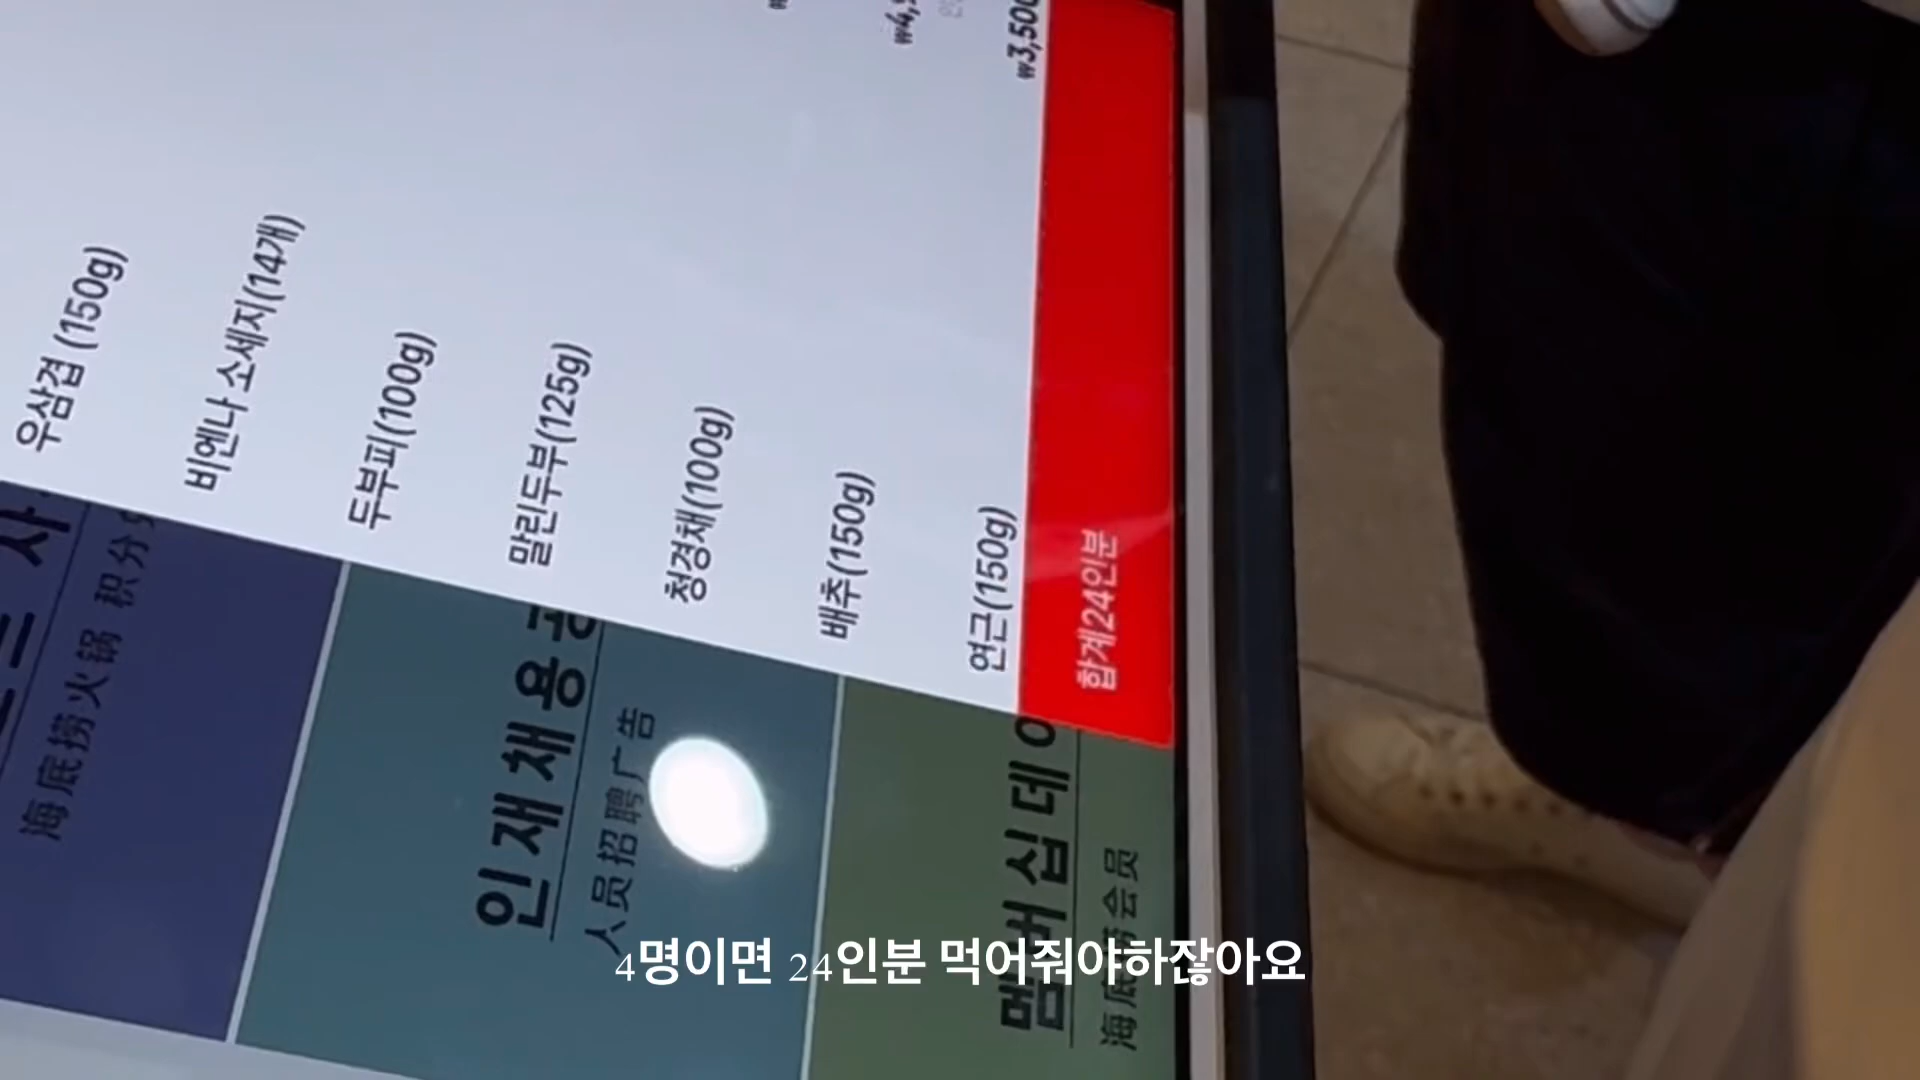 우삼겹 (150g)
비엔나 소세지(14개)
두부피(100g)
말린두부(125g)
청경채(100g)
배추(150g)
연근(150g)
₩3,500
합계24인분
海底捞火锅 积分
인재채용
人员招聘广告
멤버십데이
海底捞会员
4명이면 24인분 먹어줘야하잖아요